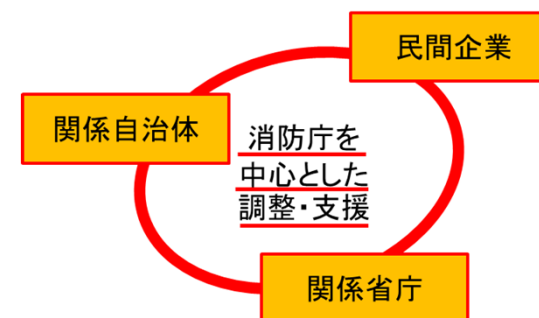 民間企業
関係自治体
消防庁を
中心とした
調整・支援
関係省庁